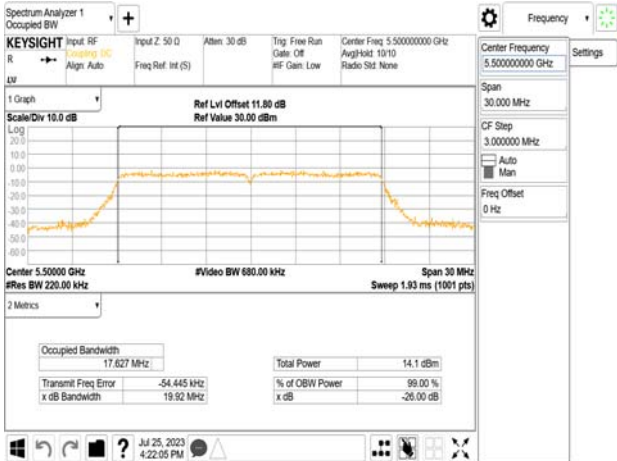 Spectrum Analyzer 1
Occupied BW
KEYSIGHT
Input: RF
Coupling: DC
Align: Auto
Input Z: 50 Ω
Freq Ref: Int (S)
Atten: 30 dB
Trig: Free Run
Gate: Off
#IF Gain: Low
Center Freq: 5.500000000 GHz
Avg|Hold: 10/10
Radio Std: None
R
LU
1 Graph
Scale/Div 10.0 dB
Ref Lvl Offset 11.80 dB
Ref Value 30.00 dBm
Log
20.0
10.0
0.00
-10.0
-20.0
-30.0
-40.0
-50.0
-60.0
Center 5.50000 GHz
#Res BW 220.00 kHz
#Video BW 680.00 kHz
Span 30 MHz
Sweep 1.93 ms (1001 pts)
2 Metrics
Occupied Bandwidth
17.627 MHz
Transmit Freq Error -54.445 kHz
x dB Bandwidth 19.92 MHz
Total Power 14.1 dBm
% of OBW Power 99.00 %
x dB -26.00 dB
Jul 25, 2023
4:22:05 PM
Frequency
Settings
Center Frequency
5.500000000 GHz
Span
30.000 MHz
CF Step
3.000000 MHz
Auto
Man
Freq Offset
0 Hz